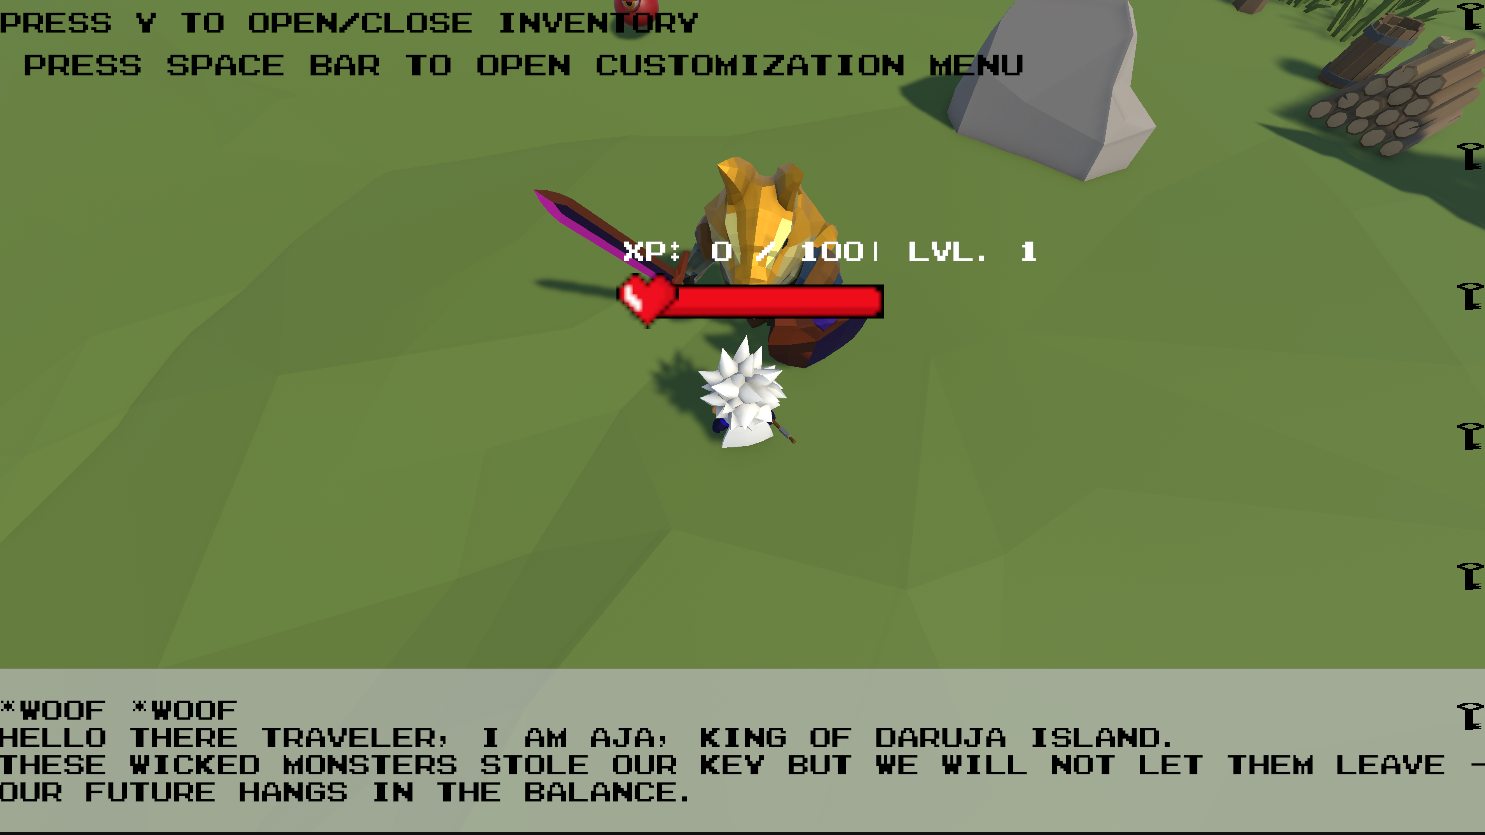 PRESS Y TO OPEN/CLOSE INVENTORY
PRESS SPACE BAR TO OPEN CUSTOMIZATION MENU
XP: 0 / 100| LVL. 1
*WOOF *WOOF
HELLO THERE TRAVELER, I AM AJA, KING OF DARUJA ISLAND.
THESE WICKED MONSTERS STOLE OUR KEY BUT WE WILL NOT LET THEM LEAVE -
OUR FUTURE HANGS IN THE BALANCE.